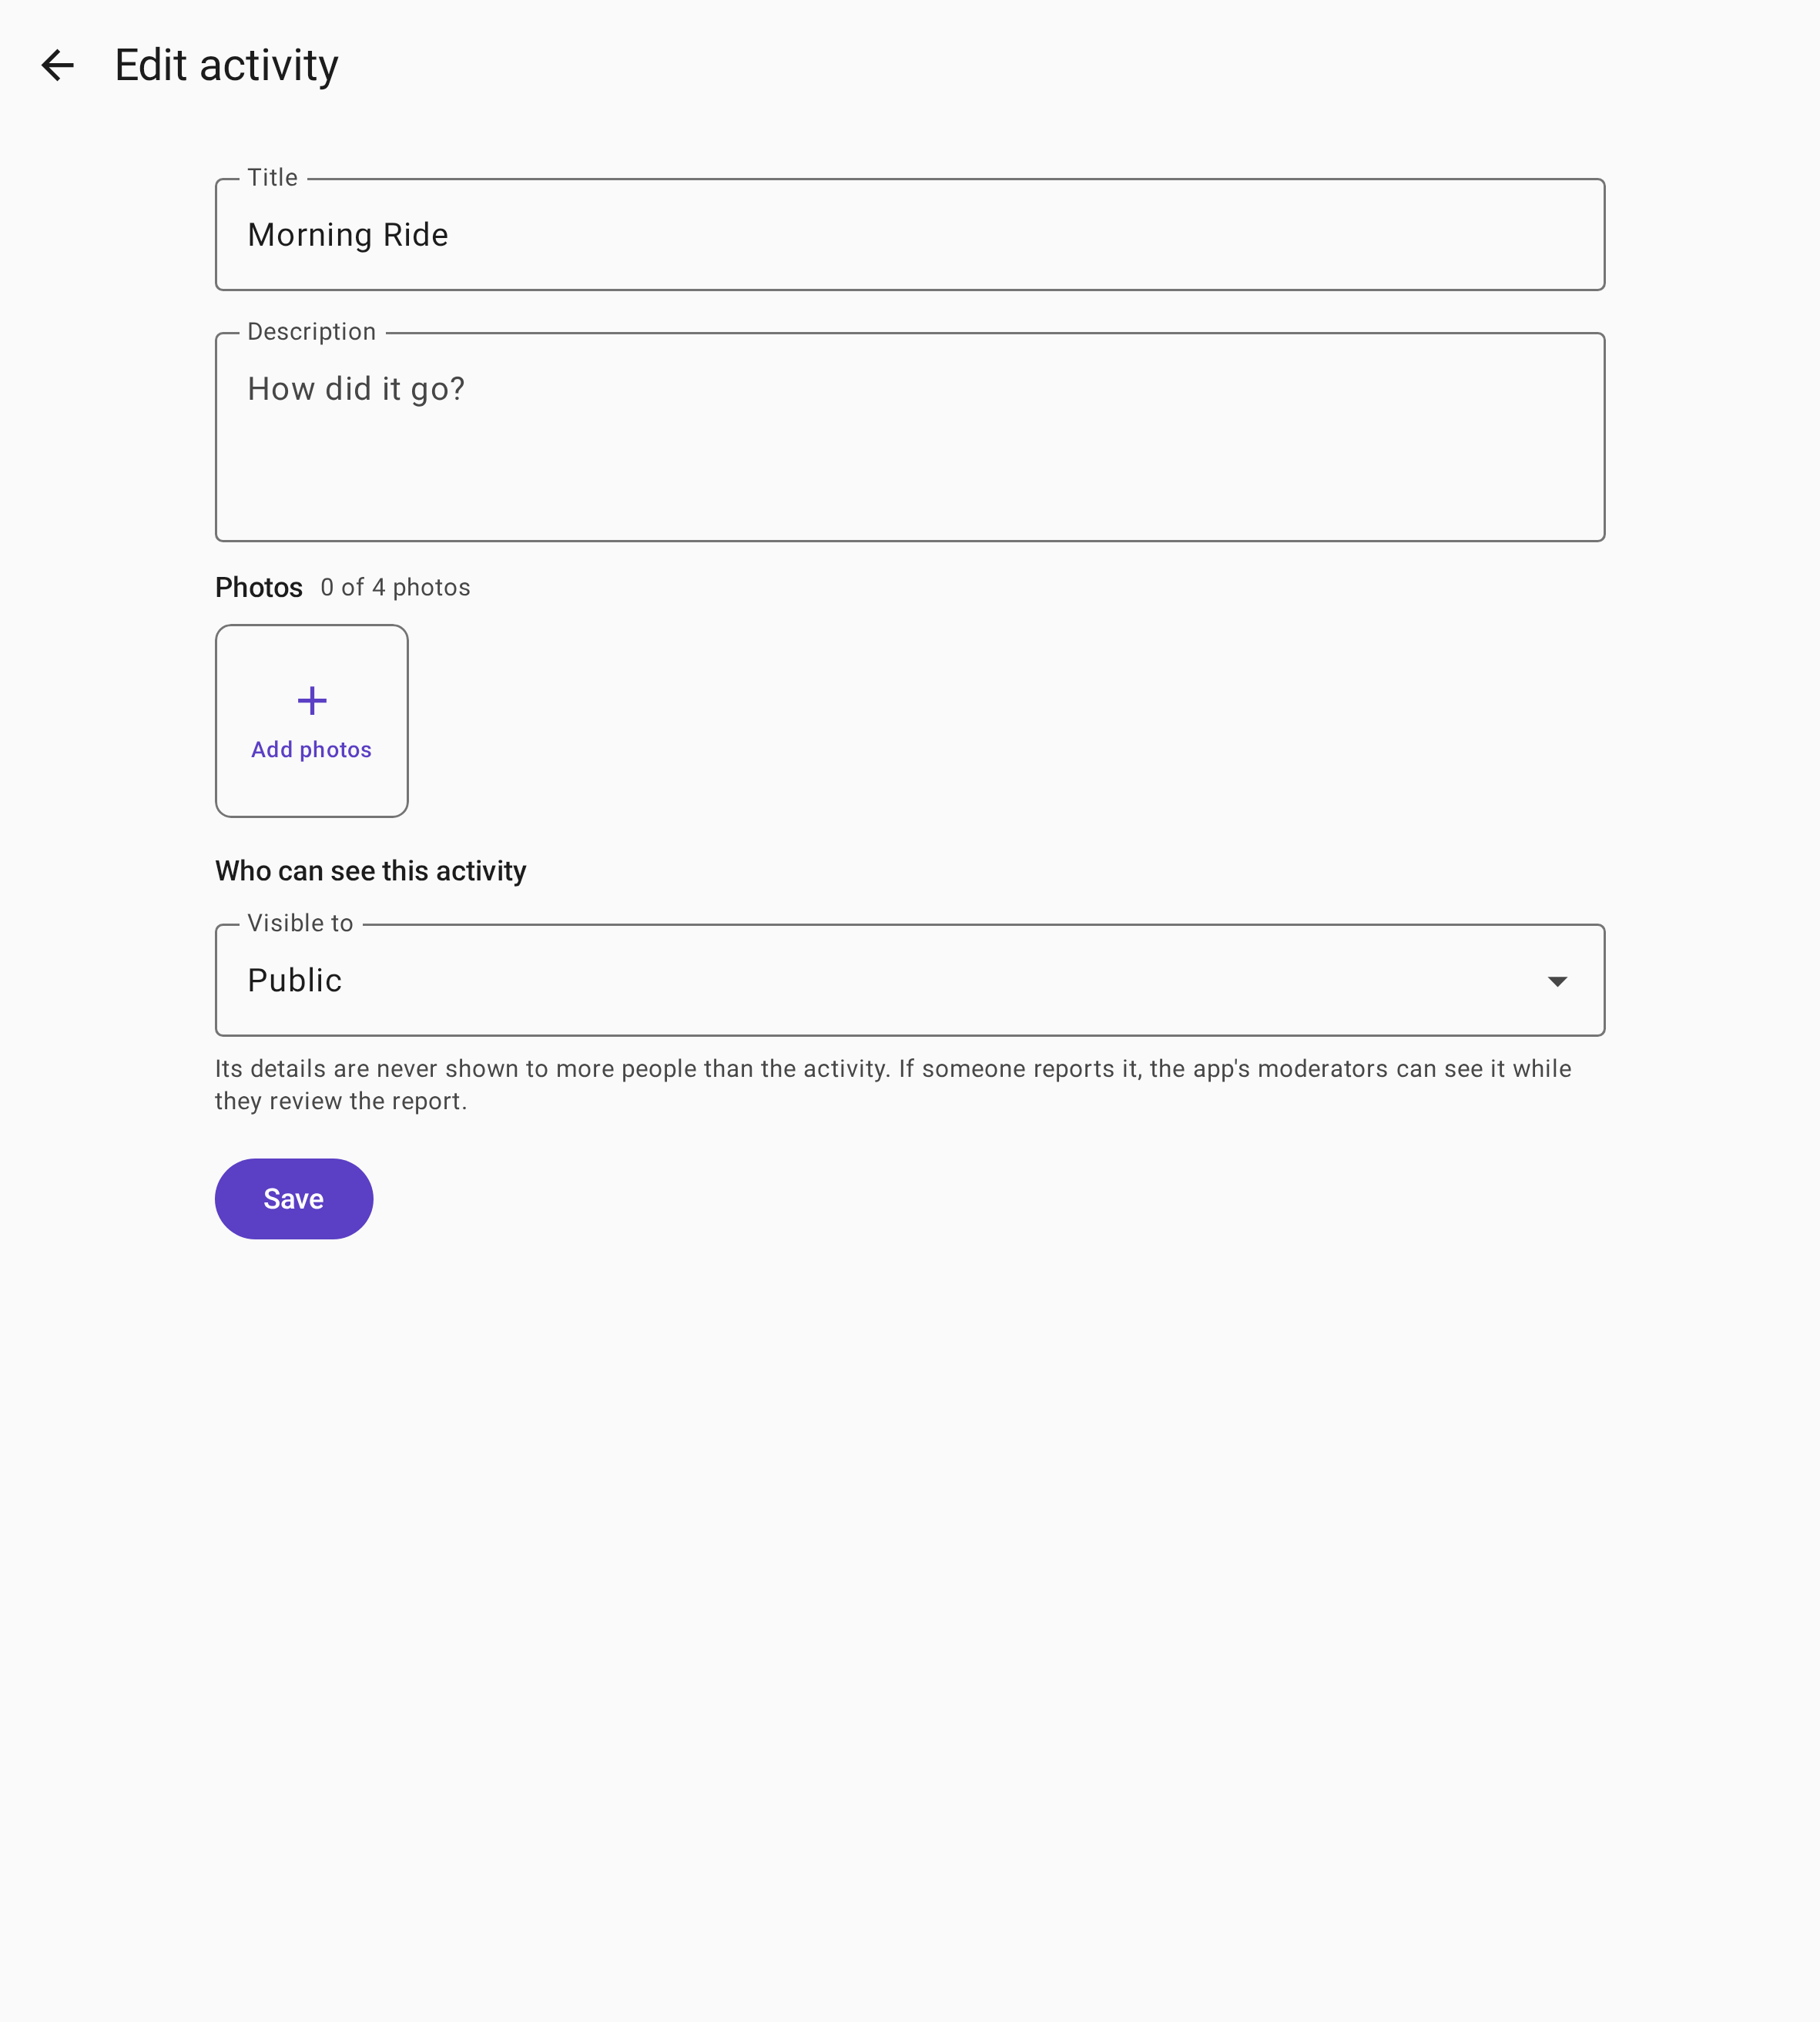 Edit activity
Title
Morning Ride
Description
How did it go?
Photos 0 of 4 photos
Add photos
Who can see this activity
Visible to
Public
Its details are never shown to more people than the activity. If someone reports it, the app's moderators can see it while
they review the report.
Save